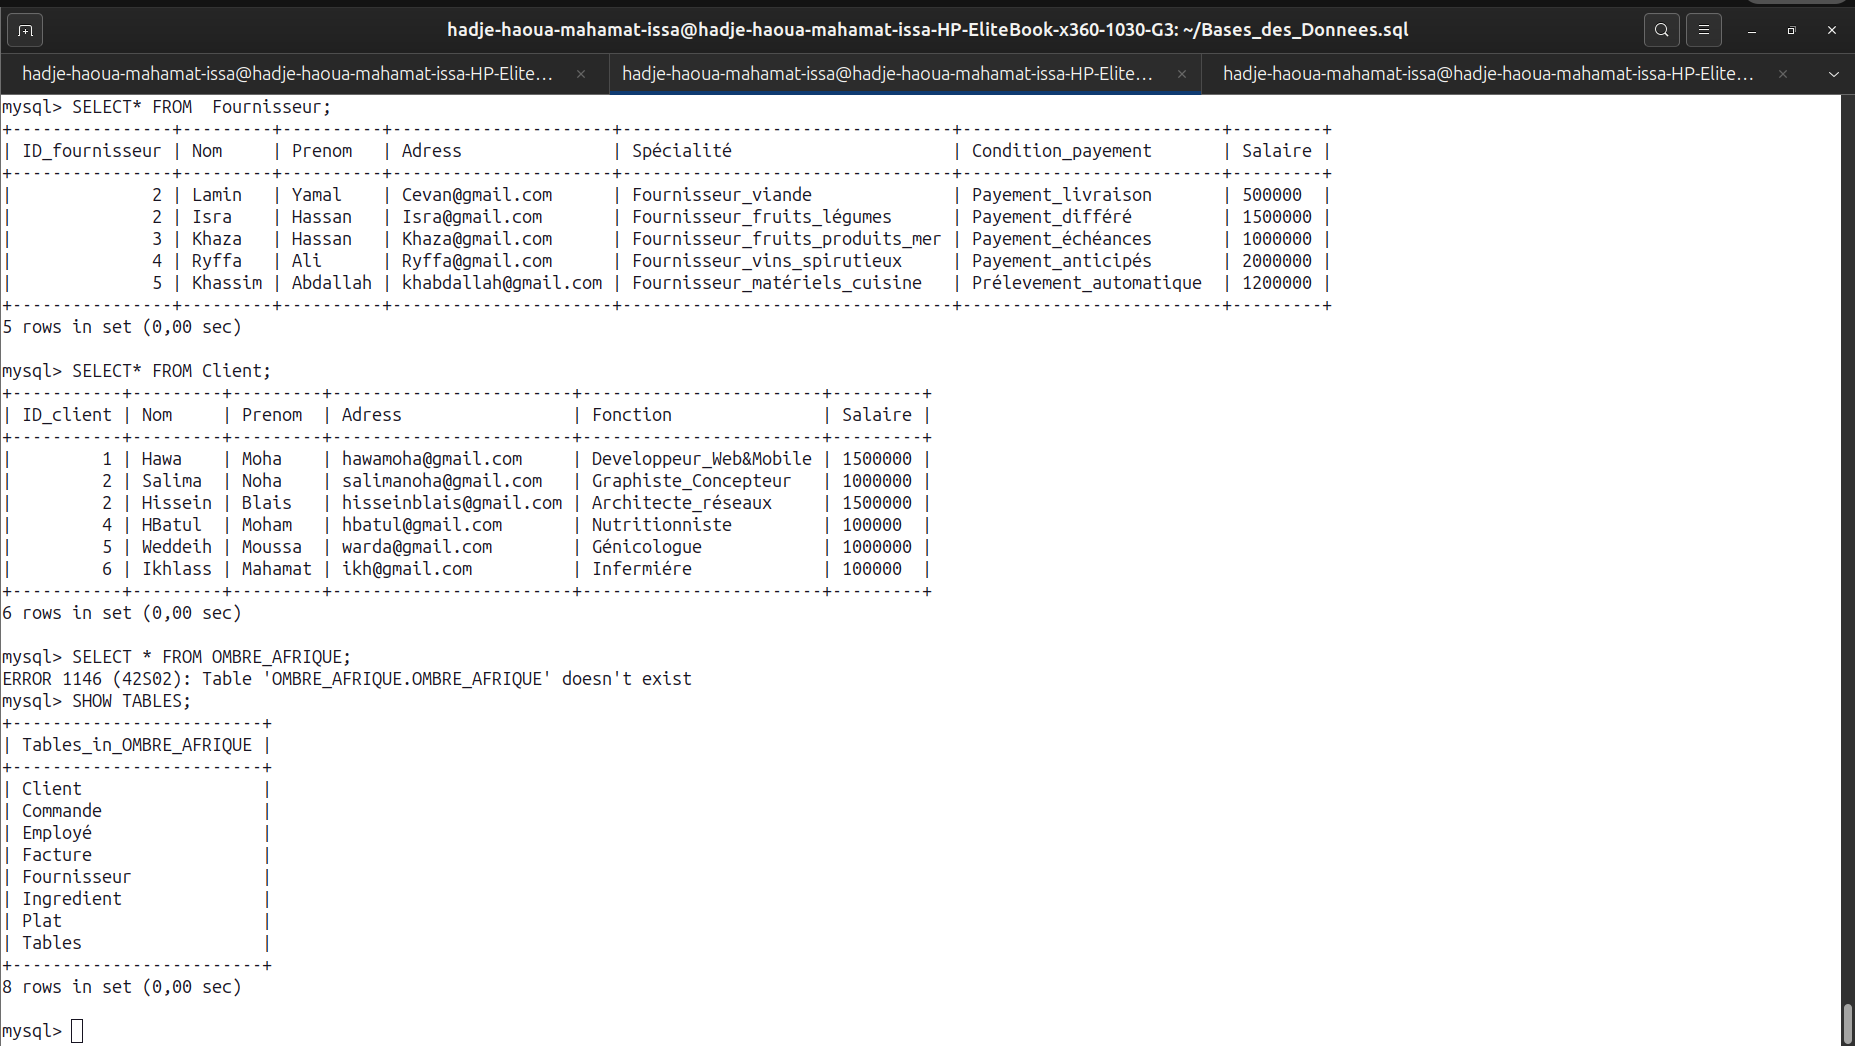 hadje-haoua-mahamat-issa@hadje-haoua-mahamat-issa-HP-EliteBook-x360-1030-G3: ~/Bases_des_Donnees.sql
hadje-haoua-mahamat-issa@hadje-haoua-mahamat-issa-HP-Elite... × hadje-haoua-mahamat-issa@hadje-haoua-mahamat-issa-HP-Elite... × hadje-haoua-mahamat-issa@hadje-haoua-mahamat-issa-HP-Elite... ×
mysql> SELECT* FROM  Fournisseur;
+----------------+---------+----------+----------------------+---------------------------------+--------------------------+---------+
| ID_fournisseur | Nom     | Prenom   | Adress               | Spécialité                      | Condition_payement       | Salaire |
+----------------+---------+----------+----------------------+---------------------------------+--------------------------+---------+
|              2 | Lamin   | Yamal    | Cevan@gmail.com      | Fournisseur_viande              | Payement_livraison       | 500000  |
|              2 | Isra    | Hassan   | Isra@gmail.com       | Fournisseur_fruits_légumes      | Payement_différé         | 1500000 |
|              3 | Khaza   | Hassan   | Khaza@gmail.com      | Fournisseur_fruits_produits_mer | Payement_échéances       | 1000000 |
|              4 | Ryffa   | Ali      | Ryffa@gmail.com      | Fournisseur_vins_spirutieux     | Payement_anticipés       | 2000000 |
|              5 | Khassim | Abdallah | khabdallah@gmail.com | Fournisseur_matériels_cuisine   | Prélevement_automatique  | 1200000 |
+----------------+---------+----------+----------------------+---------------------------------+--------------------------+---------+
5 rows in set (0,00 sec)
mysql> SELECT* FROM Client;
+-----------+---------+---------+------------------------+------------------------+---------+
| ID_client | Nom     | Prenom  | Adress                 | Fonction               | Salaire |
+-----------+---------+---------+------------------------+------------------------+---------+
|         1 | Hawa    | Moha    | hawamoha@gmail.com     | Developpeur_Web&Mobile | 1500000 |
|         2 | Salima  | Noha    | salimanoha@gmail.com   | Graphiste_Concepteur   | 1000000 |
|         2 | Hissein | Blais   | hisseinblais@gmail.com | Architecte_réseaux     | 1500000 |
|         4 | HBatul  | Moham   | hbatul@gmail.com       | Nutritionniste         | 100000  |
|         5 | Weddeih | Moussa  | warda@gmail.com        | Génicologue            | 1000000 |
|         6 | Ikhlass | Mahamat | ikh@gmail.com          | Infermiére             | 100000  |
+-----------+---------+---------+------------------------+------------------------+---------+
6 rows in set (0,00 sec)
mysql> SELECT * FROM OMBRE_AFRIQUE;
ERROR 1146 (42S02): Table 'OMBRE_AFRIQUE.OMBRE_AFRIQUE' doesn't exist
mysql> SHOW TABLES;
+-------------------------+
| Tables_in_OMBRE_AFRIQUE |
+-------------------------+
| Client                  |
| Commande                |
| Employé                 |
| Facture                 |
| Fournisseur             |
| Ingredient              |
| Plat                    |
| Tables                  |
+-------------------------+
8 rows in set (0,00 sec)
mysql>